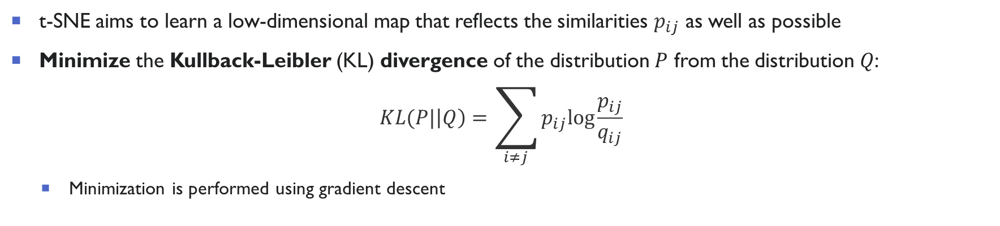 ▪ t-SNE aims to learn a low-dimensional map that reflects the similarities p_{ij} as well as possible
▪ Minimize the Kullback-Leibler (KL) divergence of the distribution P from the distribution Q:
KL(P||Q) = \sum_{i≠j} p_{ij} log \frac{p_{ij}}{q_{ij}}
▪ Minimization is performed using gradient descent